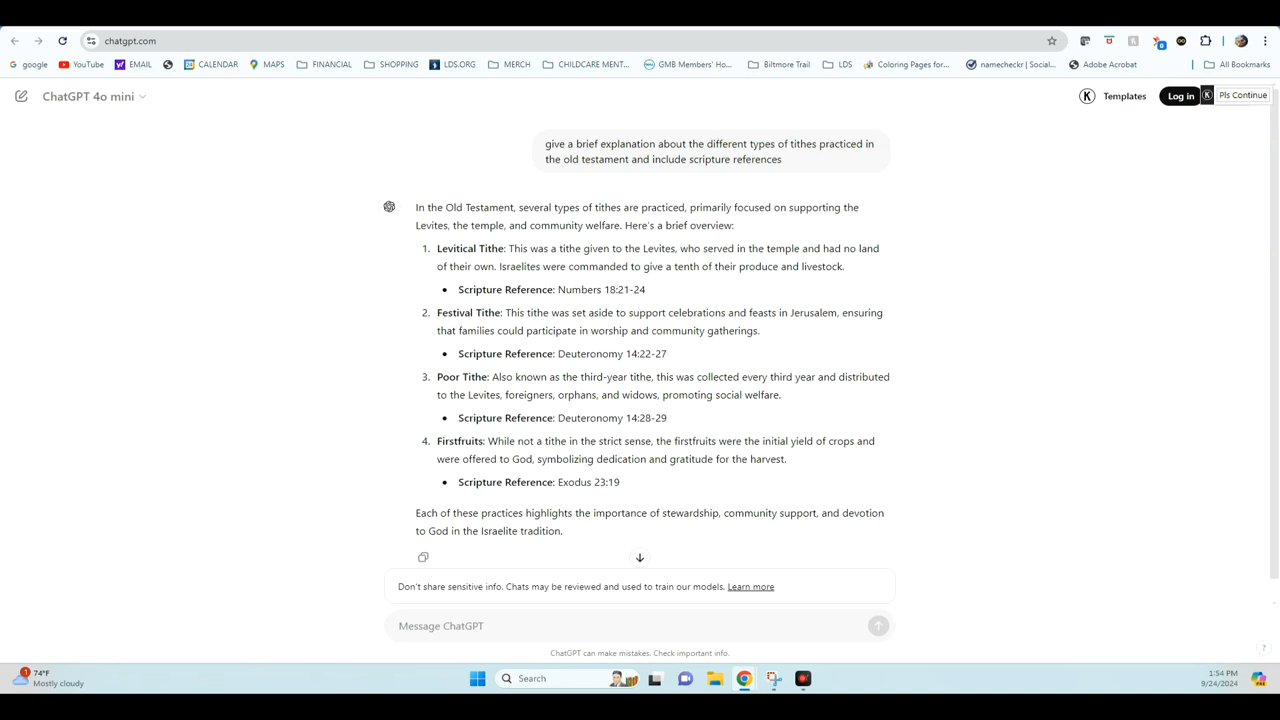 chatgpt.com
google
YouTube
EMAIL
CALENDAR
MAPS
FINANCIAL
SHOPPING
LDS.ORG
MERCH
CHILDCARE MENT...
GMB Members' Ho...
Biltmore Trail
LDS
Coloring Pages for...
namecheckr | Social...
Adobe Acrobat
All Bookmarks
ChatGPT 4o mini
K
Templates
Log in
K
Pls Continue
give a brief explanation about the different types of tithes practiced in
the old testament and include scripture references
In the Old Testament, several types of tithes are practiced, primarily focused on supporting the
Levites, the temple, and community welfare. Here's a brief overview:
1. Levitical Tithe: This was a tithe given to the Levites, who served in the temple and had no land
of their own. Israelites were commanded to give a tenth of their produce and livestock.
• Scripture Reference: Numbers 18:21-24
2. Festival Tithe: This tithe was set aside to support celebrations and feasts in Jerusalem, ensuring
that families could participate in worship and community gatherings.
• Scripture Reference: Deuteronomy 14:22-27
3. Poor Tithe: Also known as the third-year tithe, this was collected every third year and distributed
to the Levites, foreigners, orphans, and widows, promoting social welfare.
• Scripture Reference: Deuteronomy 14:28-29
4. Firstfruits: While not a tithe in the strict sense, the firstfruits were the initial yield of crops and
were offered to God, symbolizing dedication and gratitude for the harvest.
• Scripture Reference: Exodus 23:19
Each of these practices highlights the importance of stewardship, community support, and devotion
to God in the Israelite tradition.
Don't share sensitive info. Chats may be reviewed and used to train our models. Learn more
Message ChatGPT
ChatGPT can make mistakes. Check important info.
?
1
74°F
Mostly cloudy
Search
1:54 PM
9/24/2024